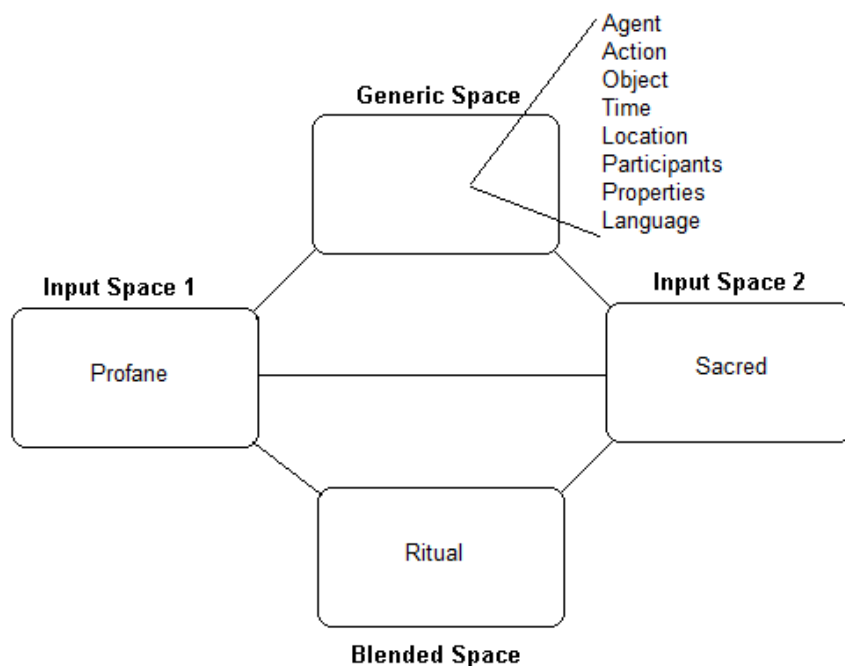 Agent
Action
Object
Time
Location
Participants
Properties
Language
Generic Space
Input Space 1
Input Space 2
Profane
Sacred
Ritual
Blended Space